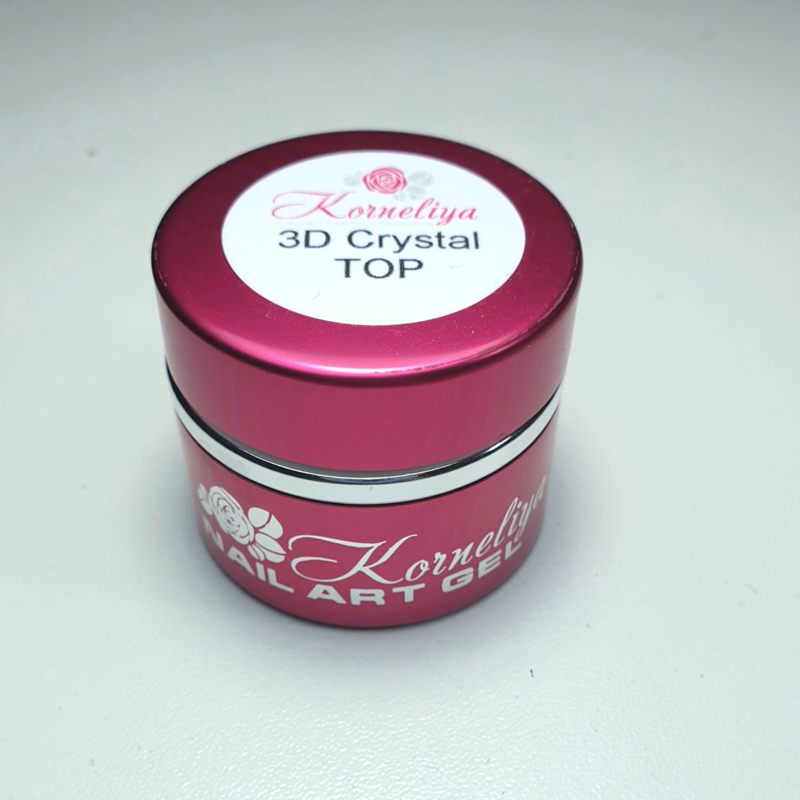 Korneliya
3D Crystal
TOP
Korneliya
NAIL ART GEL